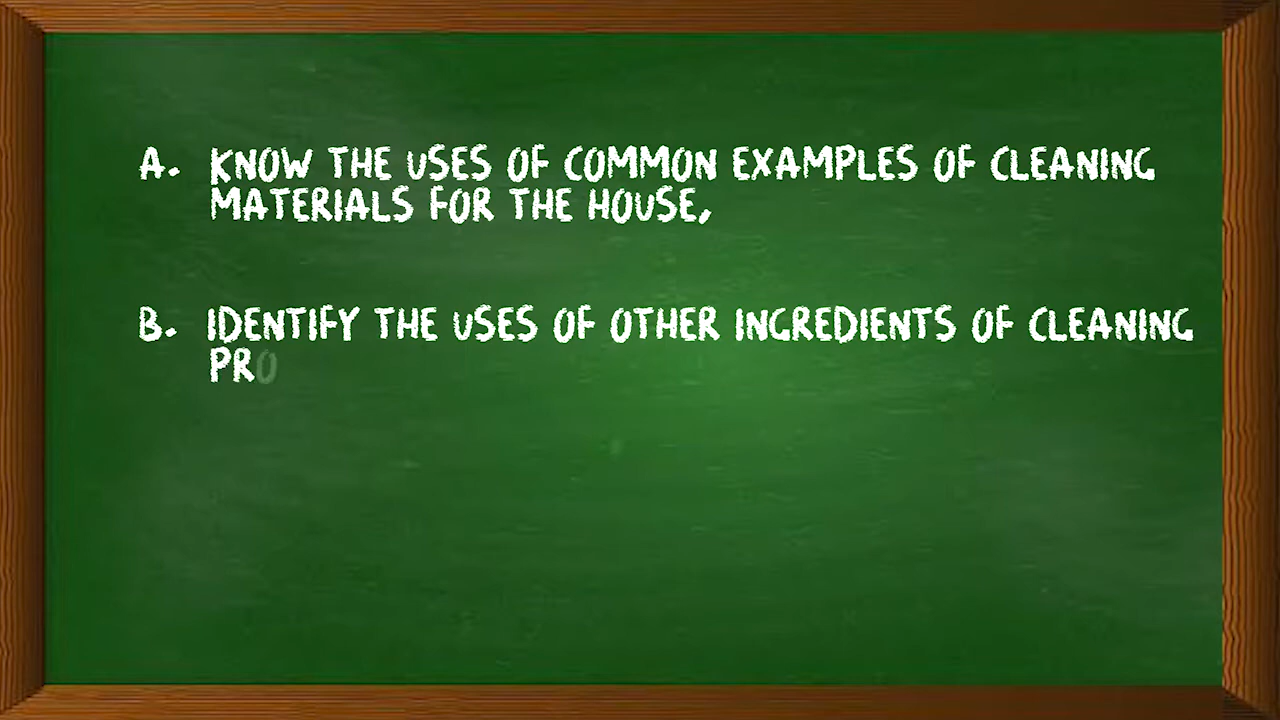 A. KNOW THE USES OF COMMON EXAMPLES OF CLEANING
MATERIALS FOR THE HOUSE,
B. IDENTIFY THE USES OF OTHER INGREDIENTS OF CLEANING
PRO